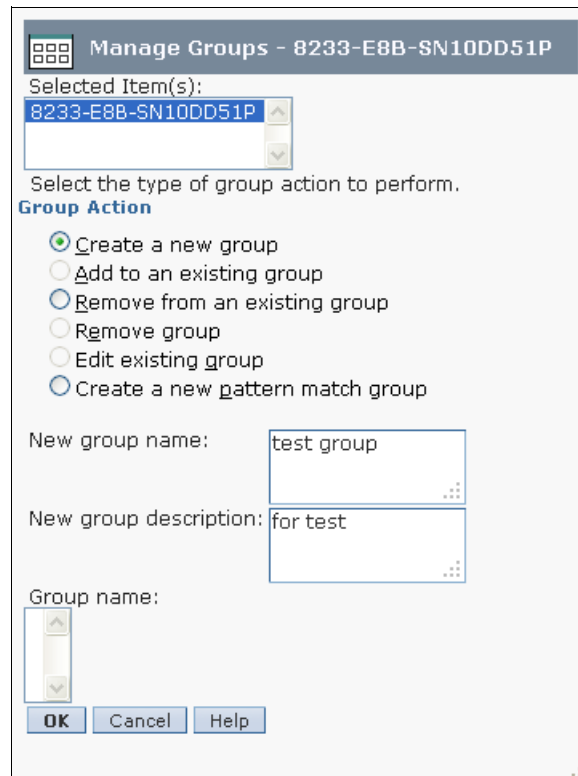 Manage Groups - 8233-E8B-SN10DD51P
Selected Item(s):
8233-E8B-SN10DD51P
Select the type of group action to perform.
Group Action
Create a new group
Add to an existing group
Remove from an existing group
Remove group
Edit existing group
Create a new pattern match group
New group name:
test group
New group description:
for test
Group name:
OK Cancel Help